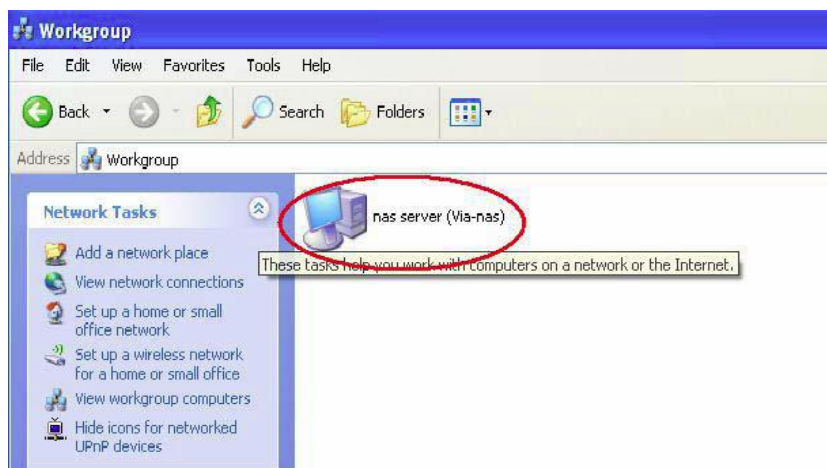 Workgroup
File Edit View Favorites Tools Help
Back Search Folders
Address Workgroup
Network Tasks
nas server (Via-nas)
Add a network place
These tasks help you work with computers on a network or the Internet.
View network connections
Set up a home or small
office network
Set up a wireless network
for a home or small office
View workgroup computers
Hide icons for networked
UPnP devices